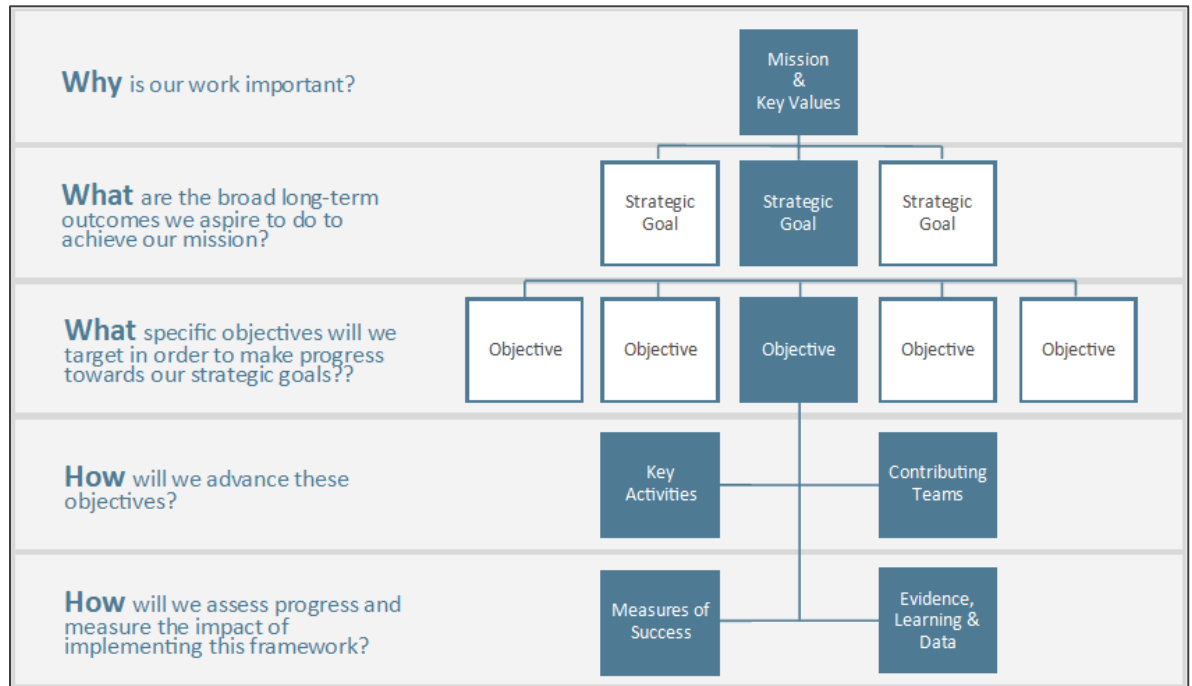 Why is our work important?
Mission
&
Key Values
What are the broad long-term
outcomes we aspire to do to
achieve our mission?
Strategic
Goal
Strategic
Goal
Strategic
Goal
What specific objectives will we
target in order to make progress
towards our strategic goals??
Objective
Objective
Objective
Objective
Objective
How will we advance these
objectives?
Key
Activities
Contributing
Teams
How will we assess progress and
measure the impact of
implementing this framework?
Measures of
Success
Evidence,
Learning &
Data